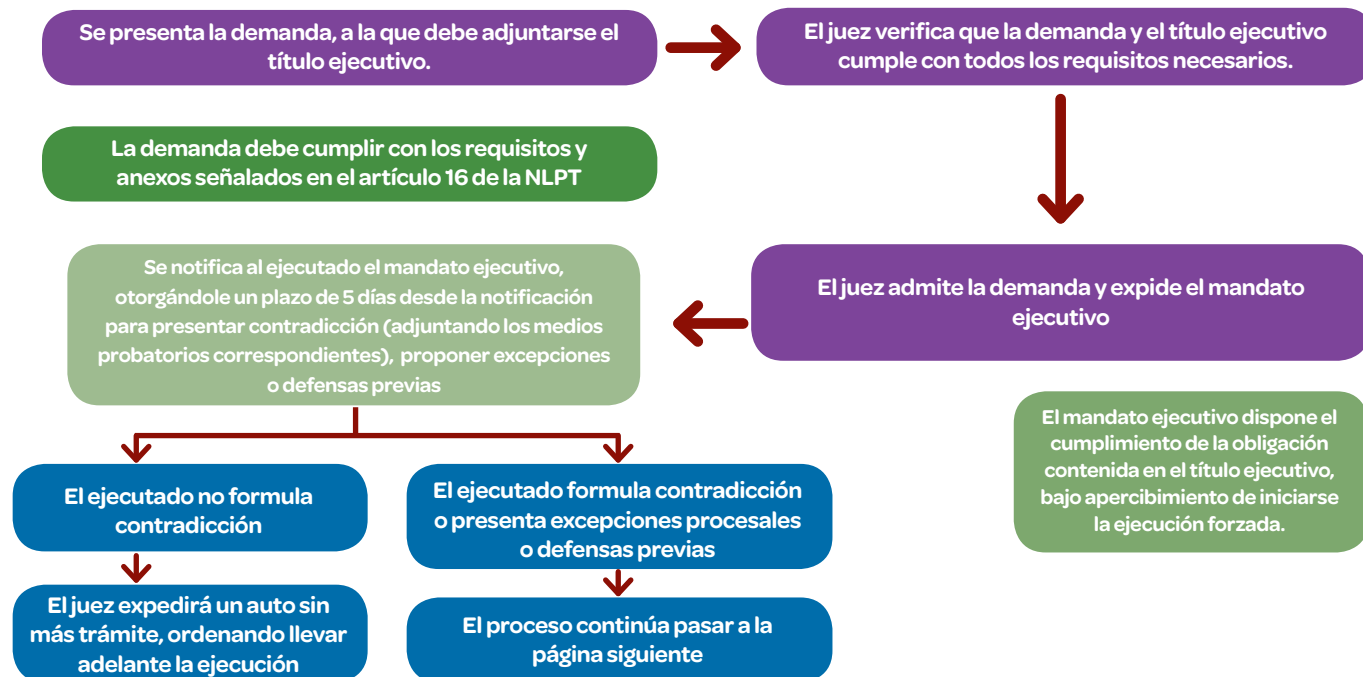 Se presenta la demanda, a la que debe adjuntarse el
título ejecutivo.
El juez verifica que la demanda y el título ejecutivo
cumple con todos los requisitos necesarios.
La demanda debe cumplir con los requisitos y
anexos señalados en el artículo 16 de la NLPT
El juez admite la demanda y expide el mandato
ejecutivo
Se notifica al ejecutado el mandato ejecutivo,
otorgándole un plazo de 5 días desde la notificación
para presentar contradicción (adjuntando los medios
probatorios correspondientes), proponer excepciones
o defensas previas
El mandato ejecutivo dispone el
cumplimiento de la obligación
contenida en el título ejecutivo,
bajo apercibimiento de iniciarse
la ejecución forzada.
El ejecutado no formula
contradicción
El ejecutado formula contradicción
o presenta excepciones procesales
o defensas previas
El juez expedirá un auto sin
más trámite, ordenando llevar
adelante la ejecución
El proceso continúa pasar a la
página siguiente